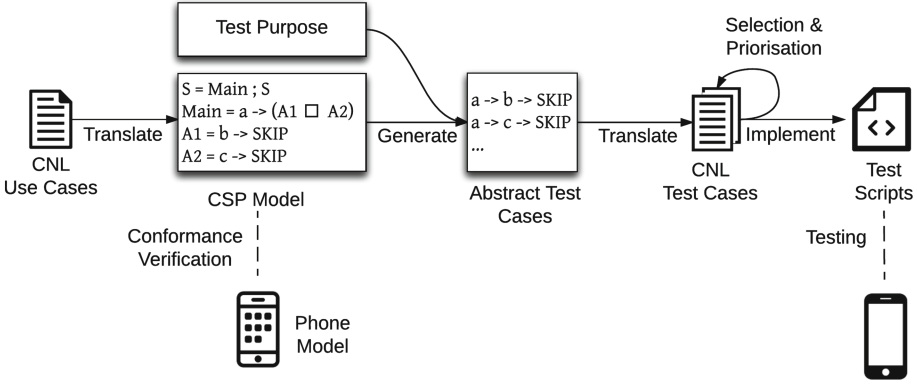 Test Purpose
Selection &
Priorisation
S = Main ; S
Main = a -> (A1 □ A2)
A1 = b -> SKIP
A2 = c -> SKIP
a -> b -> SKIP
a -> c -> SKIP
...
Translate
Generate
Translate
Implement
CNL
Use Cases
CSP Model
Abstract Test
Cases
CNL
Test Cases
Test
Scripts
Conformance
Verification
Testing
Phone
Model